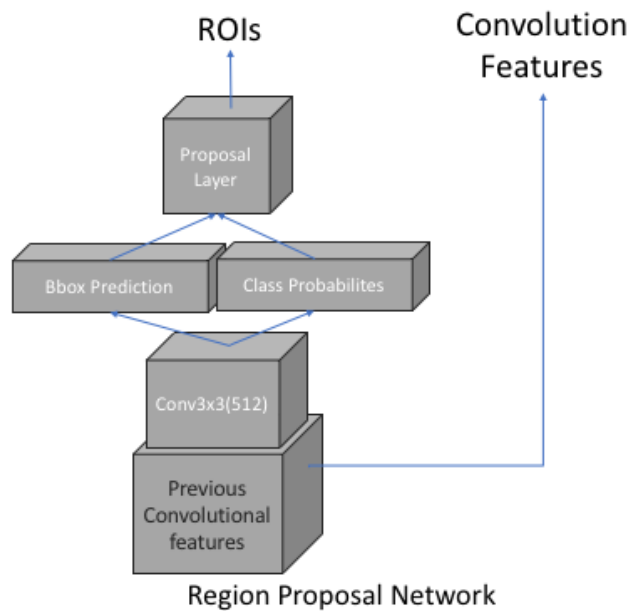 ROIs
Convolution
Features
Proposal
Layer
Bbox Prediction
Class Probabilites
Conv3x3(512)
Previous
Convolutional
features
Region Proposal Network